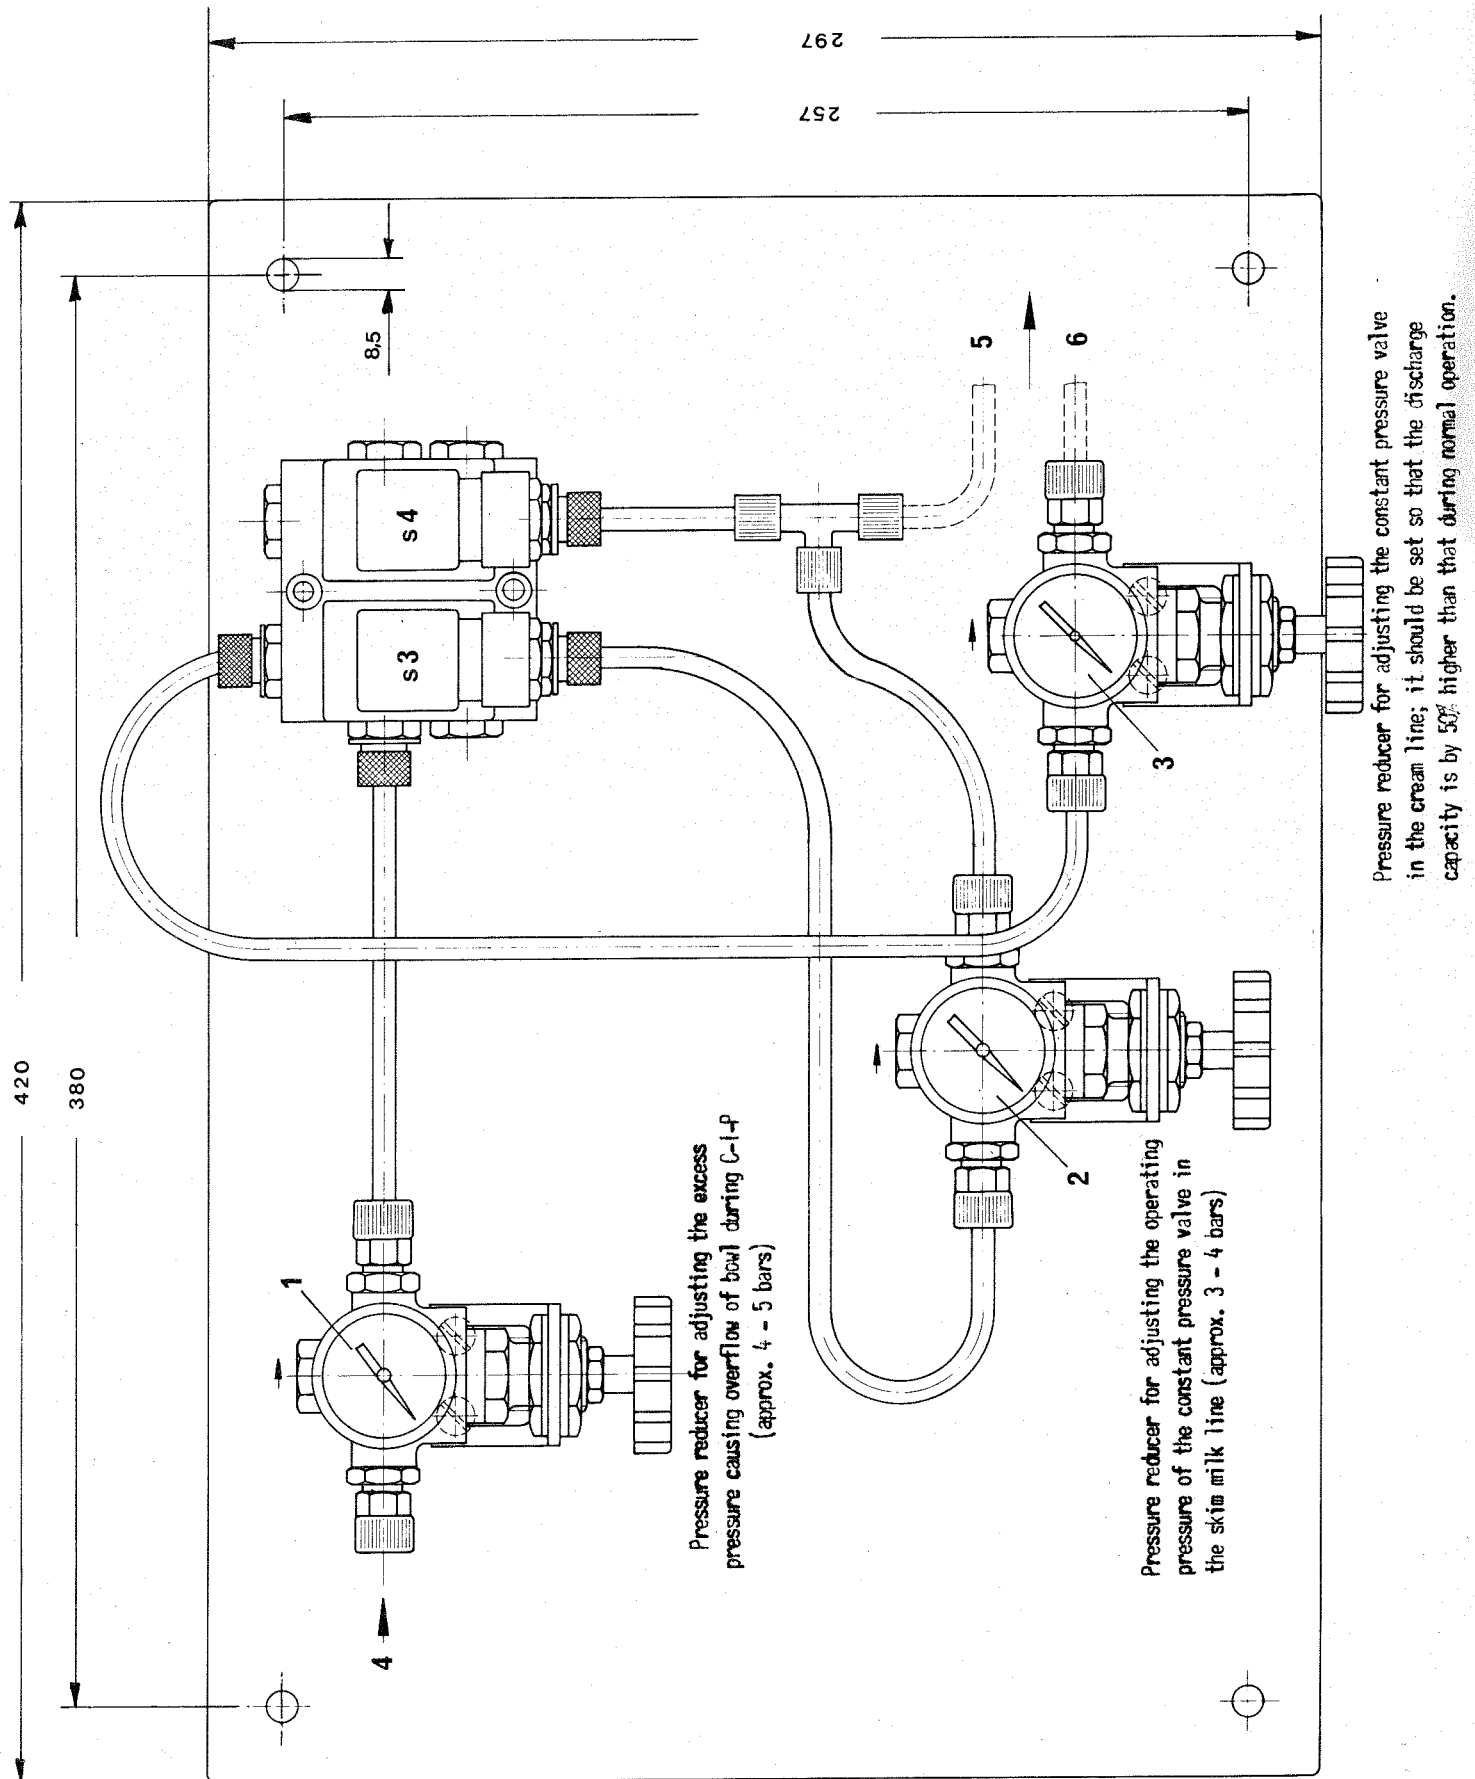 420
380
297
257
8,5
s 4
s 3
5
6
3
2
1
4
Pressure reducer for adjusting the excess
pressure causing overflow of bowl during C-I-P
(approx. 4 - 5 bars)
Pressure reducer for adjusting the operating
pressure of the constant pressure valve in
the skim milk line (approx. 3 - 4 bars)
Pressure reducer for adjusting the constant pressure valve
in the cream line; it should be set so that the discharge
capacity is by 50% higher than that during normal operation.